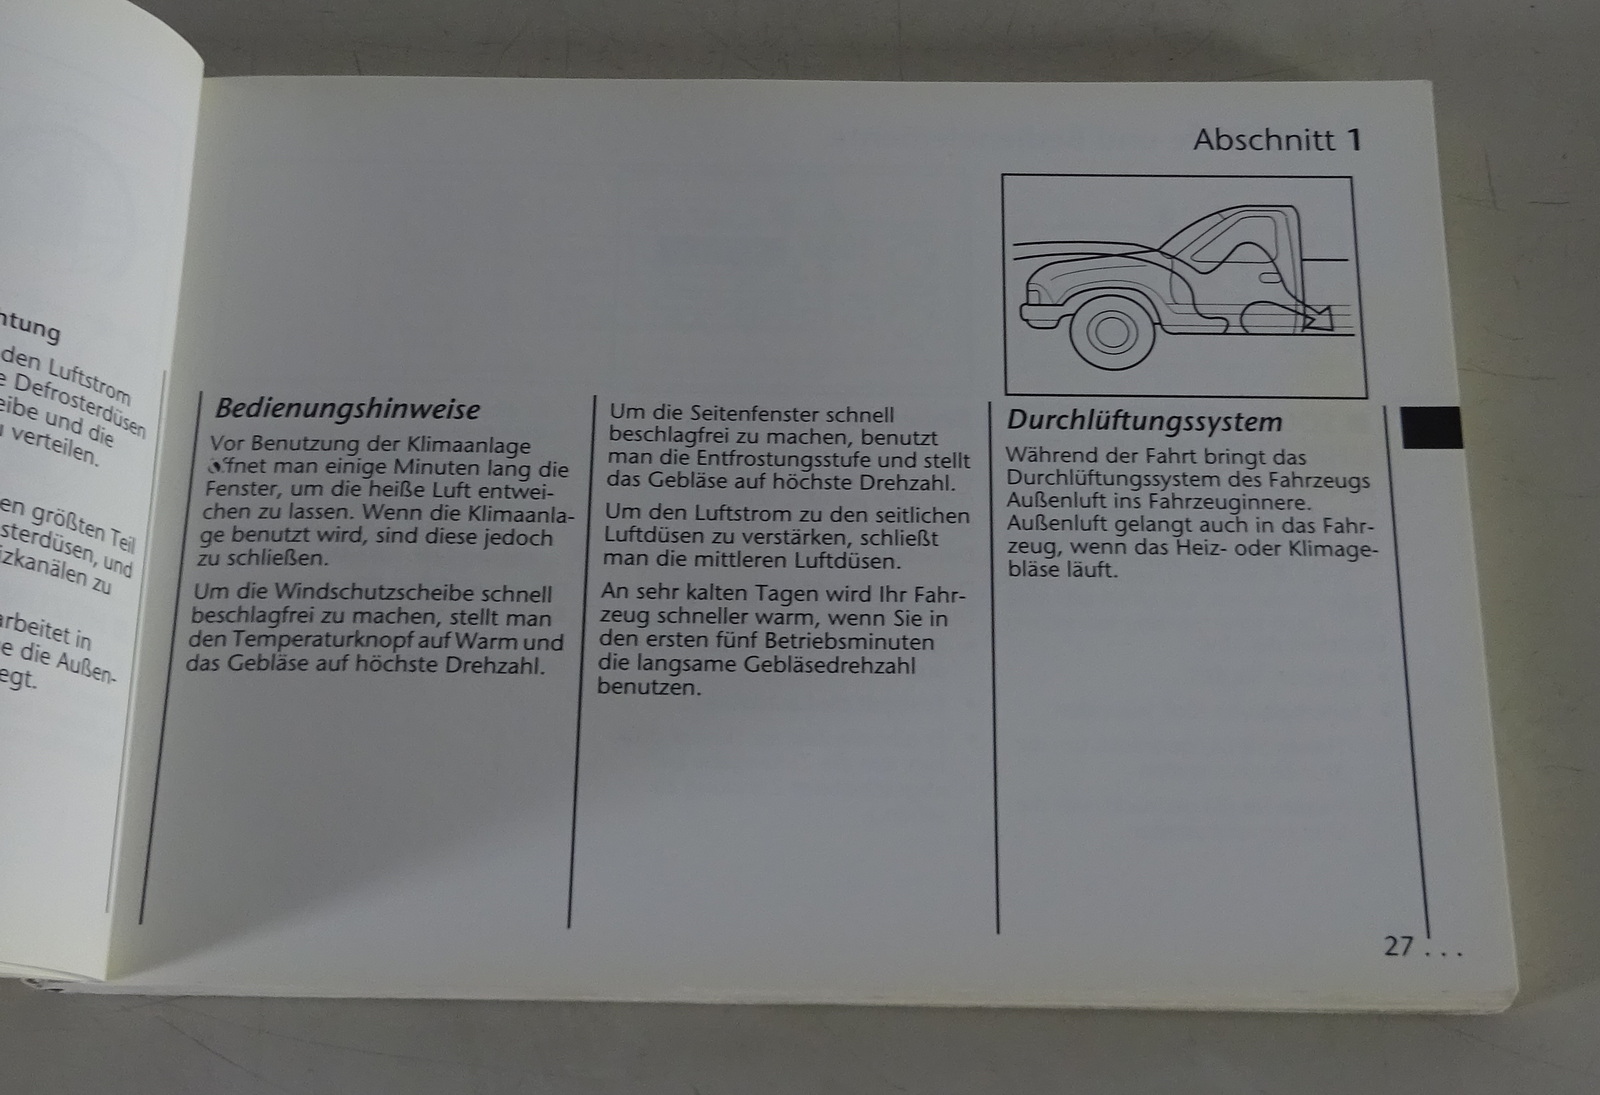 den Luftstrom
Defrosterdüsen
und die
verteilen.
größten Teil
und
zu
in
die Außen-
Abschnitt 1
Bedienungshinweise
Vor Benutzung der Klimaanlage
öffnet man einige Minuten lang die
Fenster, um die heiße Luft entwei-
chen zu lassen. Wenn die Klimaanla-
ge benutzt wird, sind diese jedoch
zu schließen.
Um die Windschutzscheibe schnell
beschlagfrei zu machen, stellt man
den Temperaturknopf auf Warm und
das Gebläse auf höchste Drehzahl.
Um die Seitenfenster schnell
beschlagfrei zu machen, benutzt
man die Entfrostungsstufe und stellt
das Gebläse auf höchste Drehzahl.
Um den Luftstrom zu den seitlichen
Luftdüsen zu verstärken, schließt
man die mittleren Luftdüsen.
An sehr kalten Tagen wird Ihr Fahr-
zeug schneller warm, wenn Sie in
den ersten fünf Betriebsminuten
die langsame Gebläsedrehzahl
benutzen.
Durchlüftungssystem
Während der Fahrt bringt das
Durchlüftungssystem des Fahrzeugs
Außenluft ins Fahrzeuginnere.
Außenluft gelangt auch in das Fahr-
zeug, wenn das Heiz- oder Klimage-
bläse läuft.
27 . . .